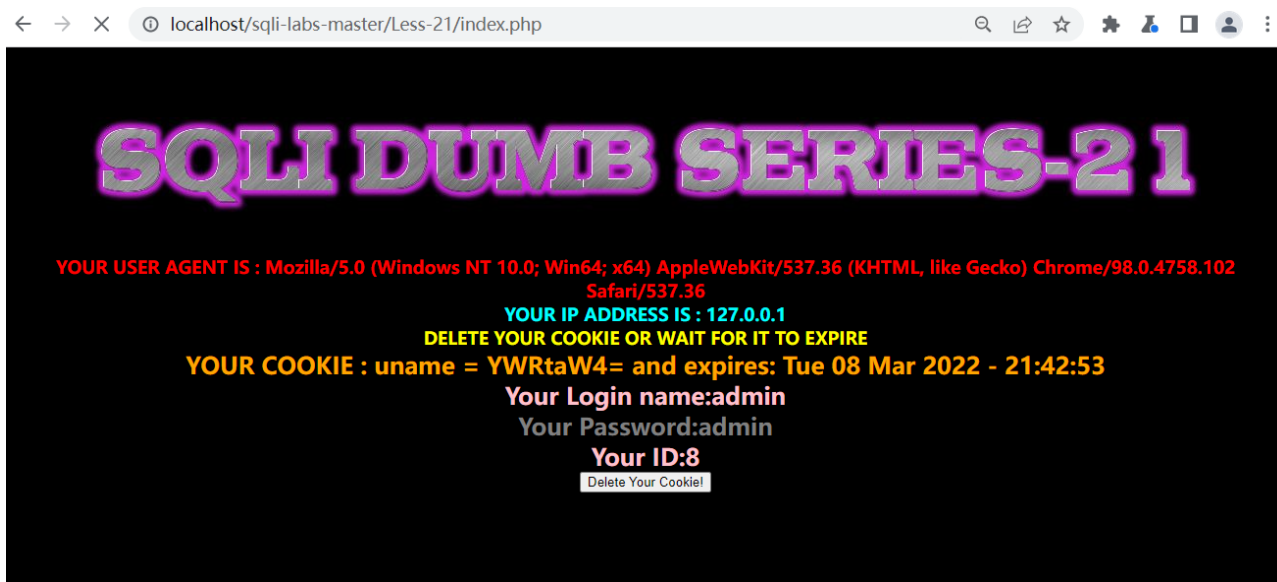 localhost/sqli-labs-master/Less-21/index.php
SQLI DUMB SERIES-2 1
YOUR USER AGENT IS : Mozilla/5.0 (Windows NT 10.0; Win64; x64) AppleWebKit/537.36 (KHTML, like Gecko) Chrome/98.0.4758.102
Safari/537.36
YOUR IP ADDRESS IS : 127.0.0.1
DELETE YOUR COOKIE OR WAIT FOR IT TO EXPIRE
YOUR COOKIE : uname = YWRtaW4= and expires: Tue 08 Mar 2022 - 21:42:53
Your Login name:admin
Your Password:admin
Your ID:8
Delete Your Cookie!